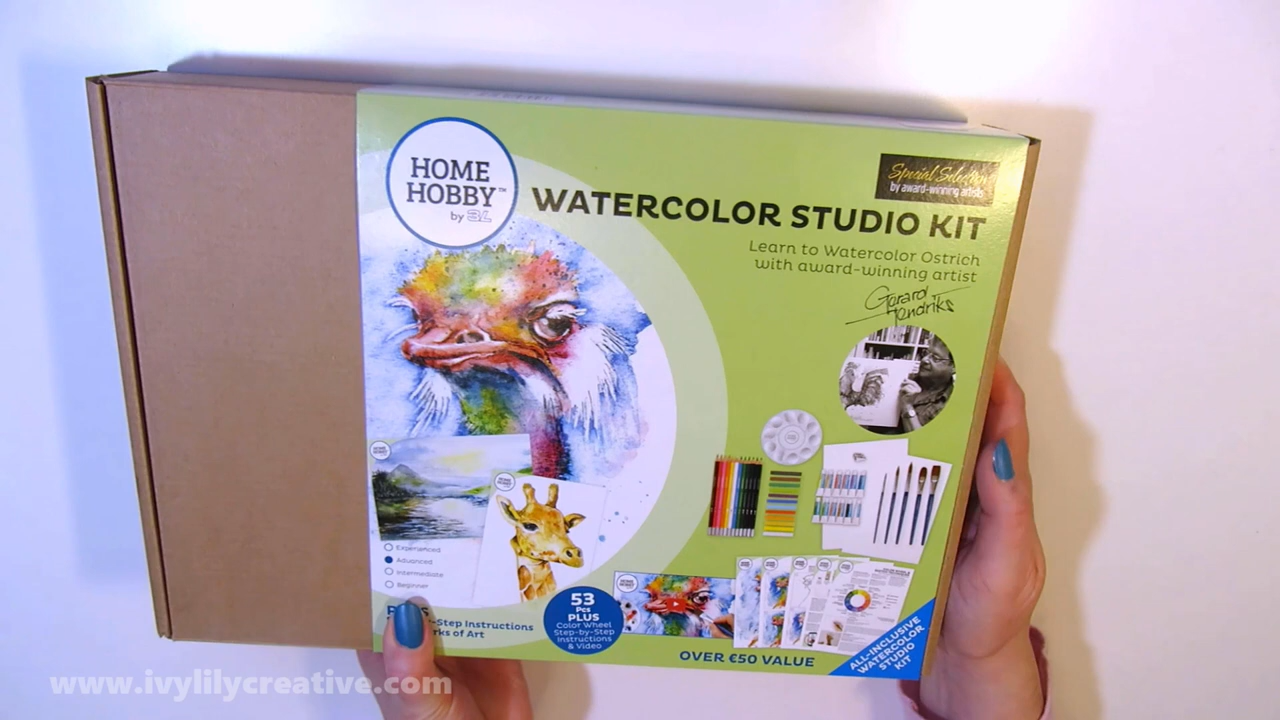 HOME
HOBBY™
by 3L
WATERCOLOR STUDIO KIT
Special Selection
by award-winning artists
Learn to Watercolor Ostrich
with award-winning artist
Gerard
Hendriks
Experienced
Advanced
Intermediate
Beginner
-Step Instructions
rks of Art
53
Pcs
PLUS
Color Wheel
Step-by-Step
Instructions
& Video
OVER €50 VALUE
ALL-INCLUSIVE
WATERCOLOR
STUDIO
KIT
www.ivylilycreative.com